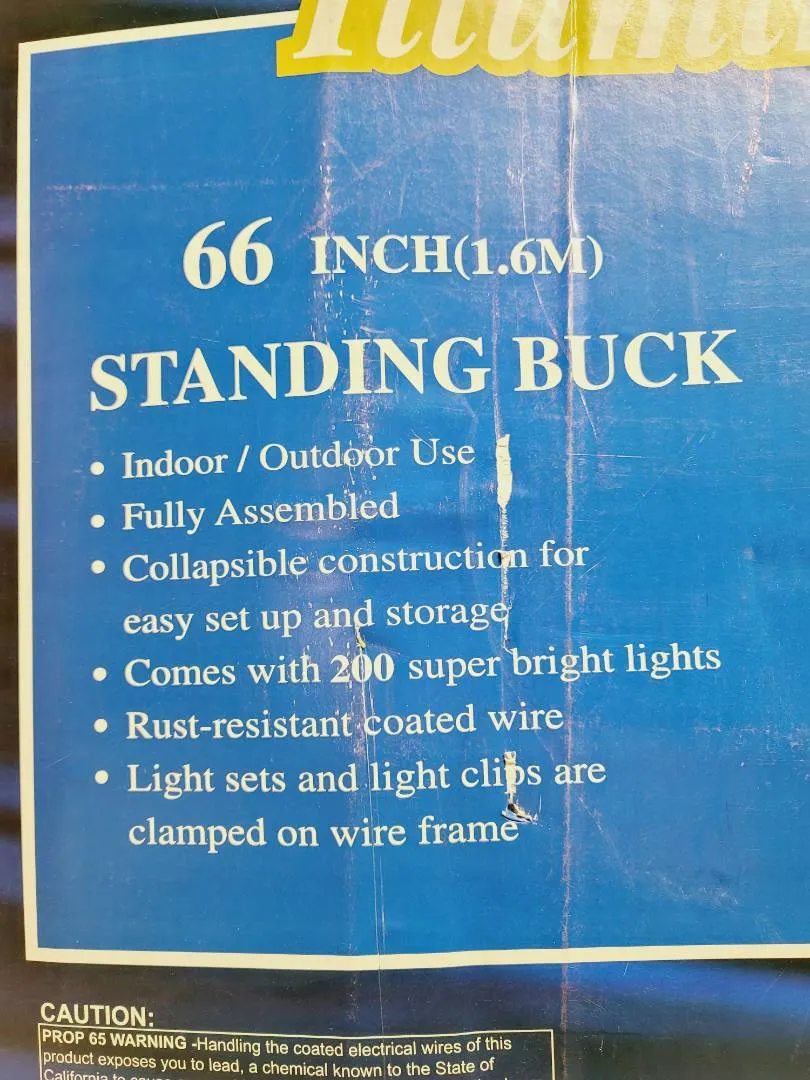 66 INCH(1.6M)
STANDING BUCK
• Indoor / Outdoor Use
• Fully Assembled
• Collapsible construction for
easy set up and storage
• Comes with 200 super bright lights
• Rust-resistant coated wire
• Light sets and light clips are
clamped on wire frame
CAUTION:
PROP 65 WARNING -Handling the coated electrical wires of this
product exposes you to lead, a chemical known to the State of
California to